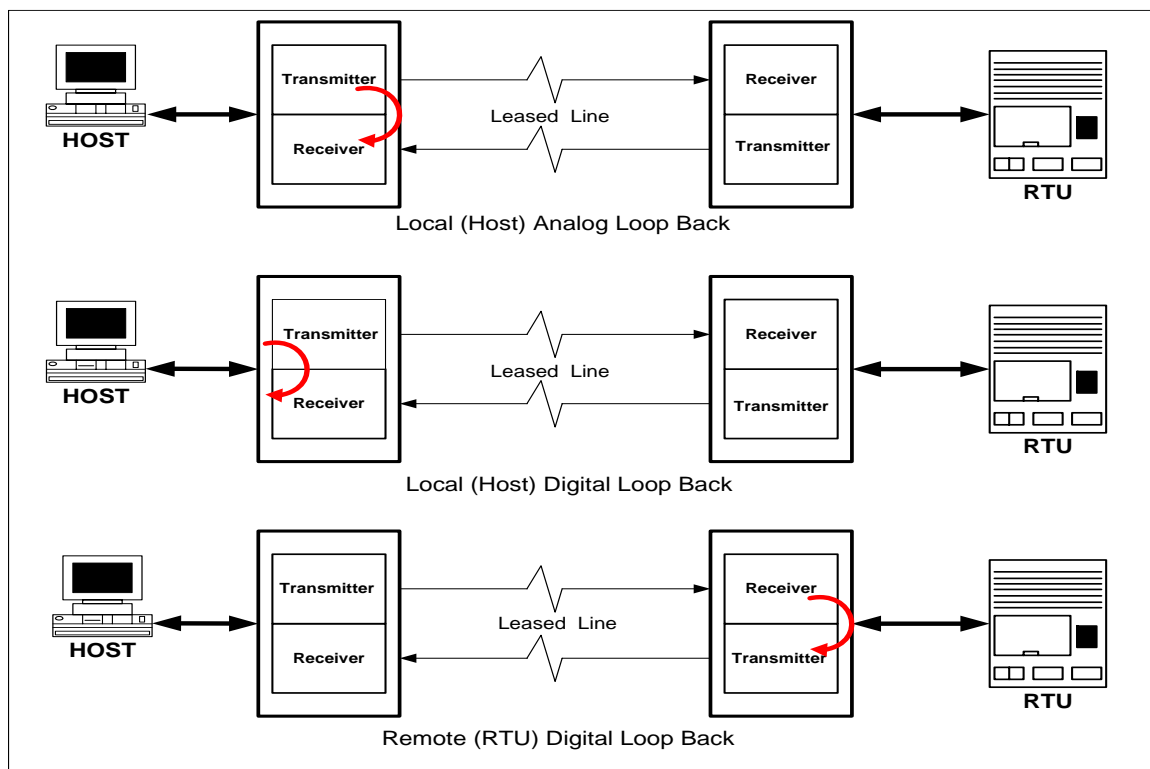 Transmitter
Receiver
Leased Line
HOST
Receiver
Transmitter
RTU
Local (Host) Analog Loop Back
Transmitter
Receiver
Leased Line
HOST
Receiver
Transmitter
RTU
Local (Host) Digital Loop Back
Transmitter
Receiver
Leased Line
HOST
Receiver
Transmitter
RTU
Remote (RTU) Digital Loop Back